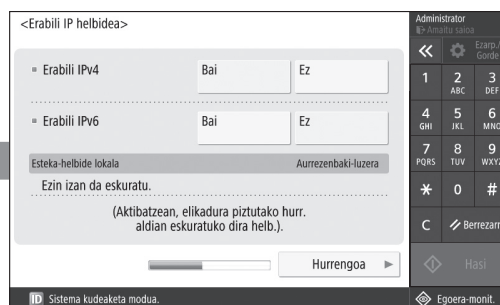 <Erabili IP helbidea>
Erabili IPv4 Bai Ez
Erabili IPv6 Bai Ez
Esteka-helbide lokala Aurrezenbaki-luzera
Ezin izan da eskuratu.
(Aktibatzean, elikadura piztutako hurr.
aldian eskuratuko dira helb.).
Hurrengoa
ID Sistema kudeaketa modua.
Administrator
Amaitu saioa
Ezarp./
Gorde
1 2 3
ABC DEF
4 5 6
GHI JKL MNO
7 8 9
PQRS TUV WXYZ
* 0 #
C
Hasi
Egoera-monit.